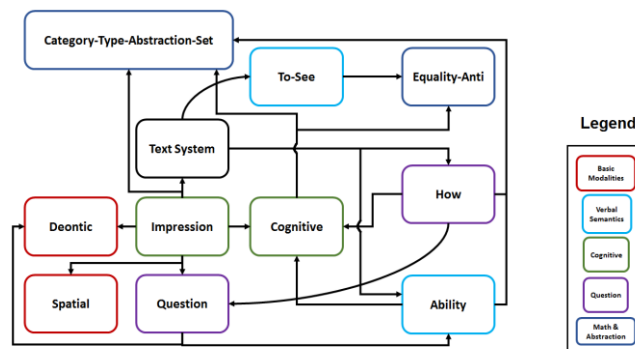 Category-Type-Abstraction-Set
To-See
Equality-Anti
Text System
How
Deontic
Impression
Cognitive
Spatial
Question
Ability
Legend
Basic
Modalities
Verbal
Semantics
Cognitive
Question
Math &
Abstraction